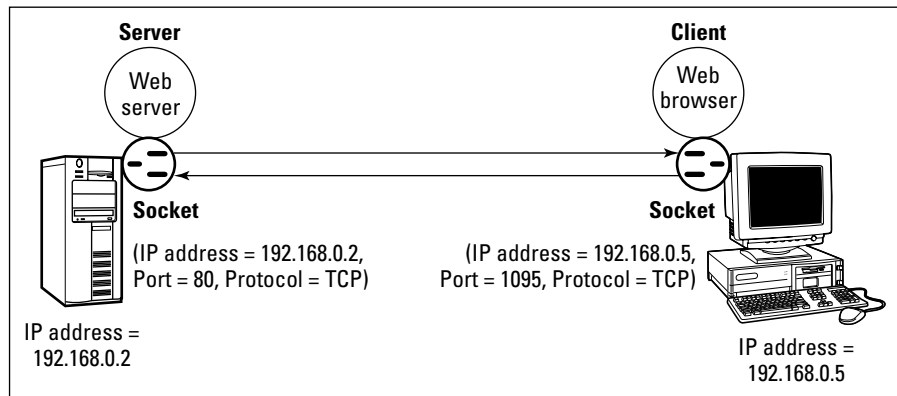 Server
Client
Web
server
Web
browser
Socket
Socket
(IP address = 192.168.0.2,
Port = 80, Protocol = TCP)
(IP address = 192.168.0.5,
Port = 1095, Protocol = TCP)
IP address =
192.168.0.2
IP address =
192.168.0.5